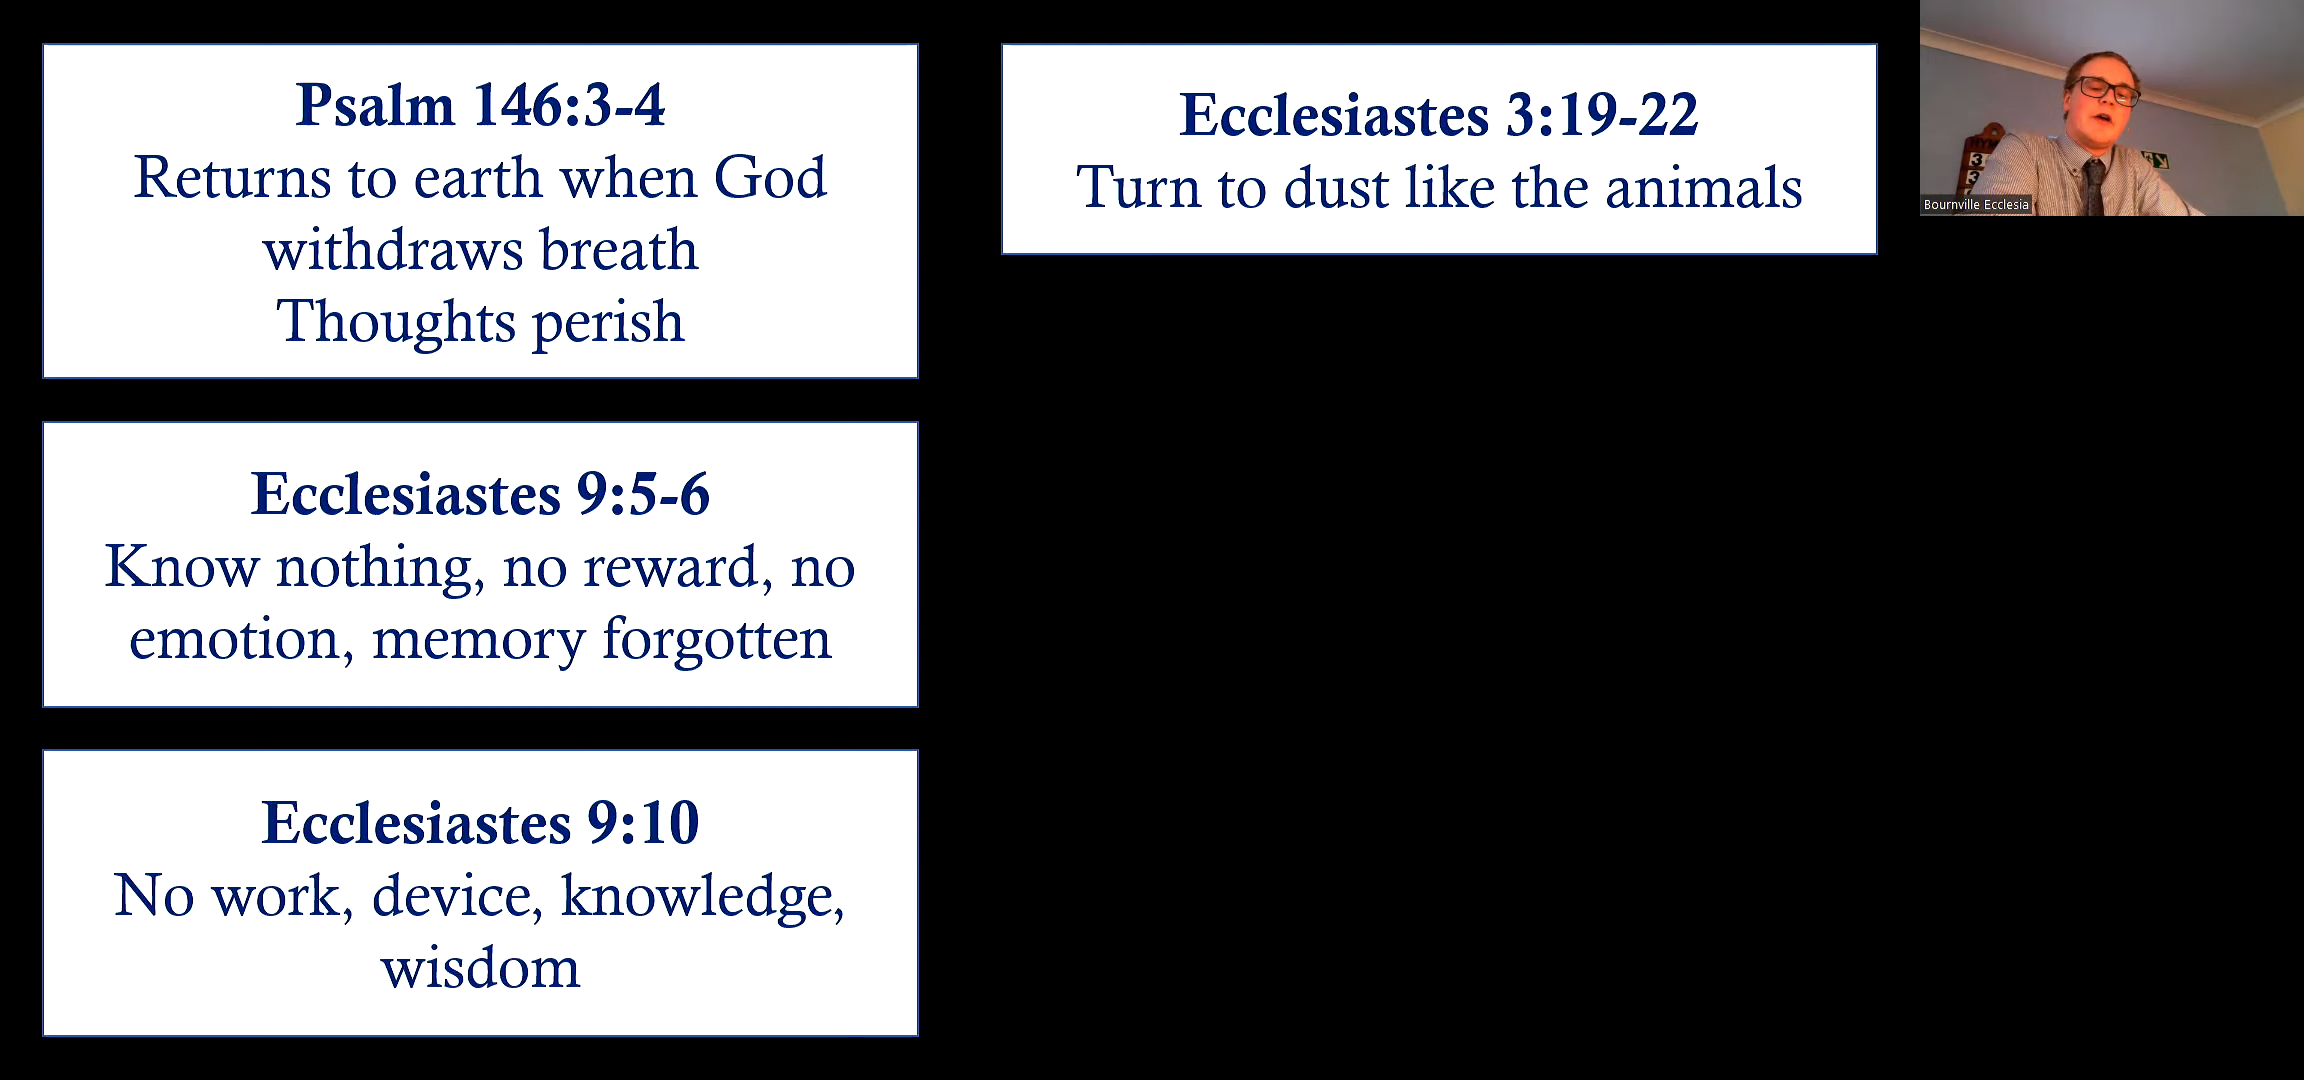 Psalm 146:3-4
Returns to earth when God
withdraws breath
Thoughts perish
Ecclesiastes 9:5-6
Know nothing, no reward, no
emotion, memory forgotten
Ecclesiastes 9:10
No work, device, knowledge,
wisdom
Ecclesiastes 3:19-22
Turn to dust like the animals
Bournville Ecclesia